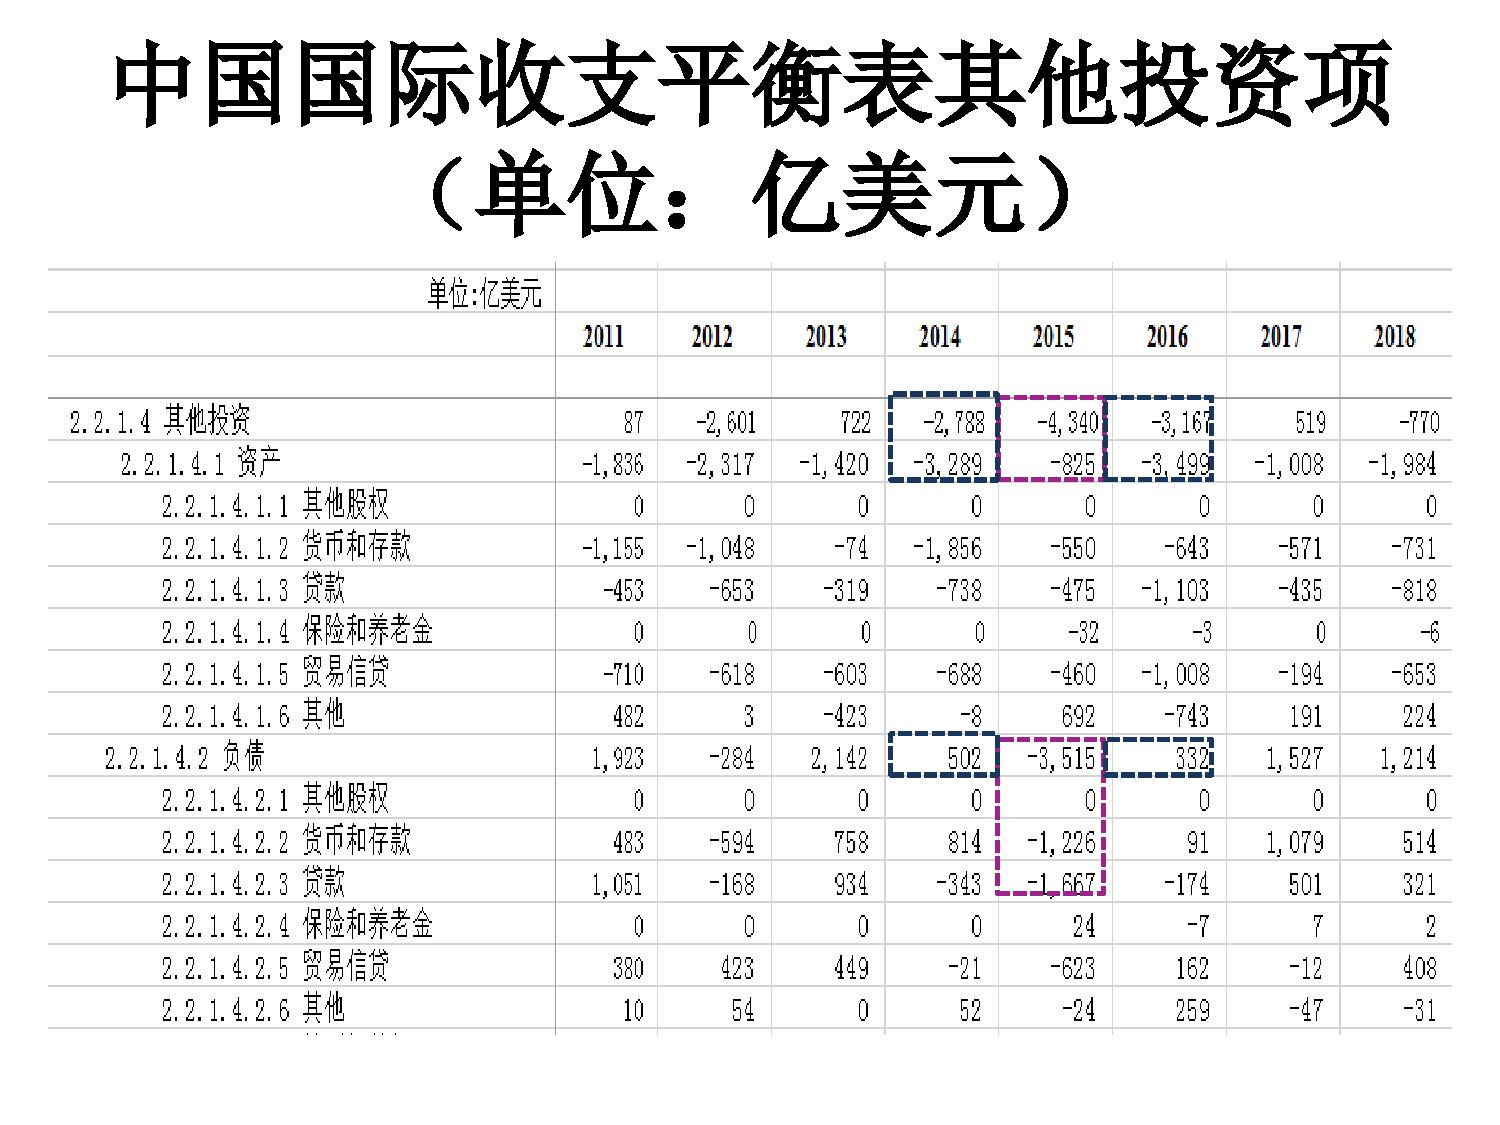 中国国际收支平衡表其他投资项
（单位：亿美元）
单位:亿美元
2011 2012 2013 2014 2015 2016 2017 2018
2.2.1.4 其他投资 87 -2,601 722 -2,788 -4,340 -3,167 519 -770
2.2.1.4.1 资产 -1,836 -2,317 -1,420 -3,289 -825 -3,499 -1,008 -1,984
2.2.1.4.1.1 其他股权 0 0 0 0 0 0 0 0
2.2.1.4.1.2 货币和存款 -1,155 -1,048 -74 -1,856 -550 -643 -571 -731
2.2.1.4.1.3 贷款 -453 -653 -319 -738 -475 -1,103 -435 -818
2.2.1.4.1.4 保险和养老金 0 0 0 0 -32 -3 0 -6
2.2.1.4.1.5 贸易信贷 -710 -618 -603 -688 -460 -1,008 -194 -653
2.2.1.4.1.6 其他 482 3 -423 -8 692 -743 191 224
2.2.1.4.2 负债 1,923 -284 2,142 502 -3,515 332 1,527 1,214
2.2.1.4.2.1 其他股权 0 0 0 0 0 0 0 0
2.2.1.4.2.2 货币和存款 483 -594 758 814 -1,226 91 1,079 514
2.2.1.4.2.3 贷款 1,051 -168 934 -343 -1,667 -174 501 321
2.2.1.4.2.4 保险和养老金 0 0 0 0 24 -7 7 2
2.2.1.4.2.5 贸易信贷 380 423 449 -21 -623 162 -12 408
2.2.1.4.2.6 其他 10 54 0 52 -24 259 -47 -31